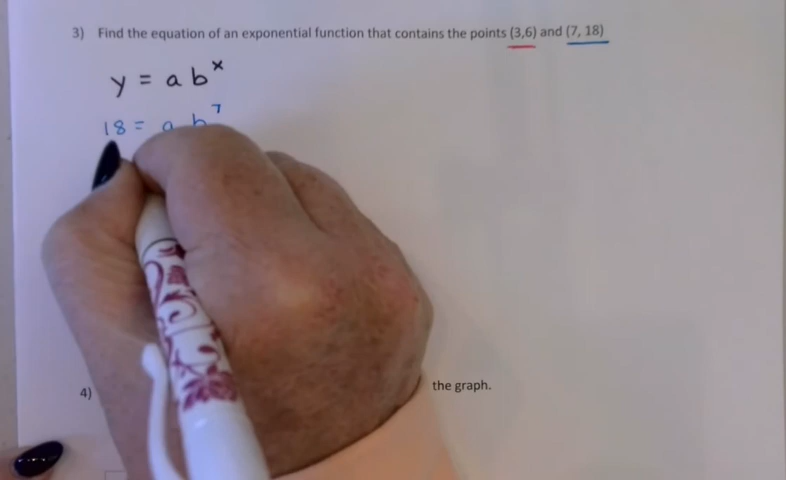 3) Find the equation of an exponential function that contains the points (3,6) and (7, 18)
y = ab^x
18 = a b^7
4) the graph.